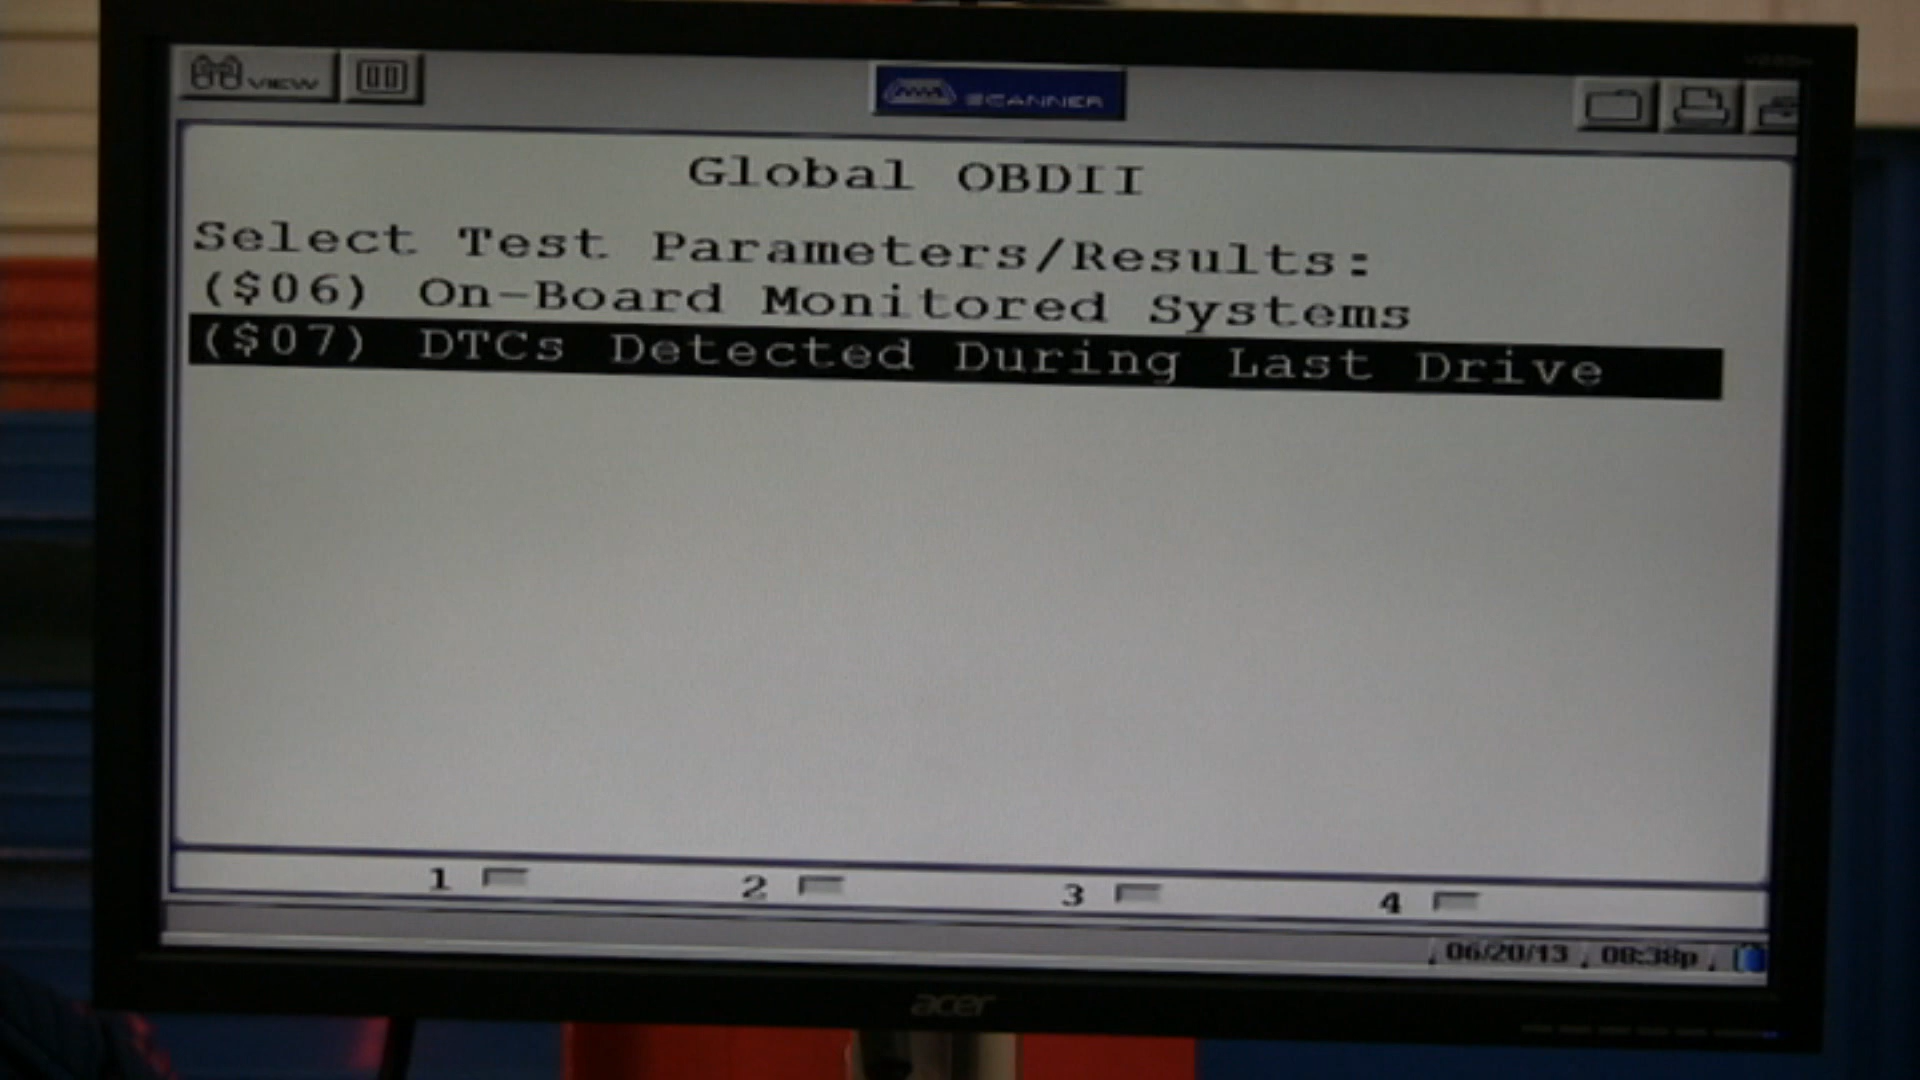 VIEW
SCANNER
Global OBDII
Select Test Parameters/Results:
($06) On-Board Monitored Systems
($07) DTCs Detected During Last Drive
1 2 3 4
06/20/13 08:38p
acer